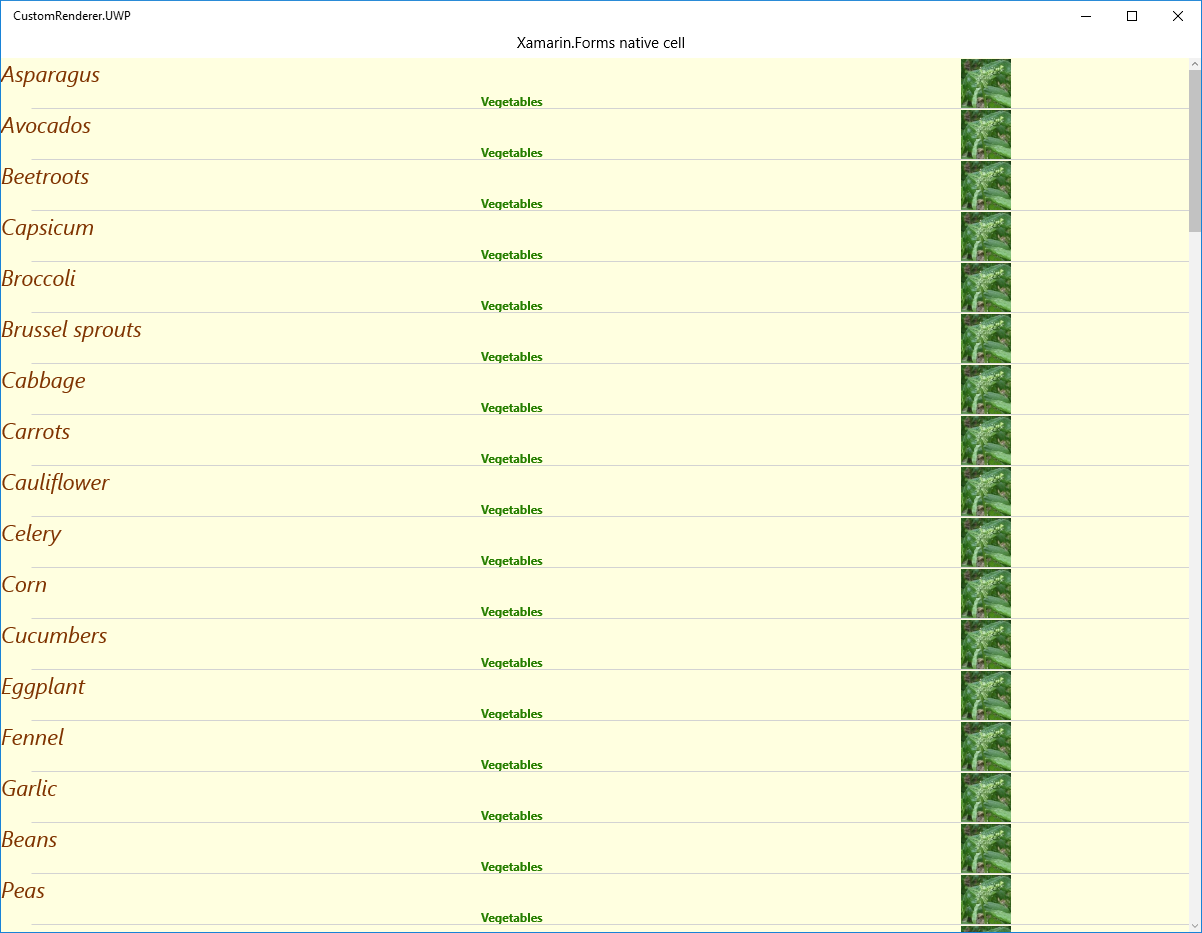 CustomRenderer.UWP
Xamarin.Forms native cell
Asparagus
Vegetables
Avocados
Vegetables
Beetroots
Vegetables
Capsicum
Vegetables
Broccoli
Vegetables
Brussel sprouts
Vegetables
Cabbage
Vegetables
Carrots
Vegetables
Cauliflower
Vegetables
Celery
Vegetables
Corn
Vegetables
Cucumbers
Vegetables
Eggplant
Vegetables
Fennel
Vegetables
Garlic
Vegetables
Beans
Vegetables
Peas
Vegetables